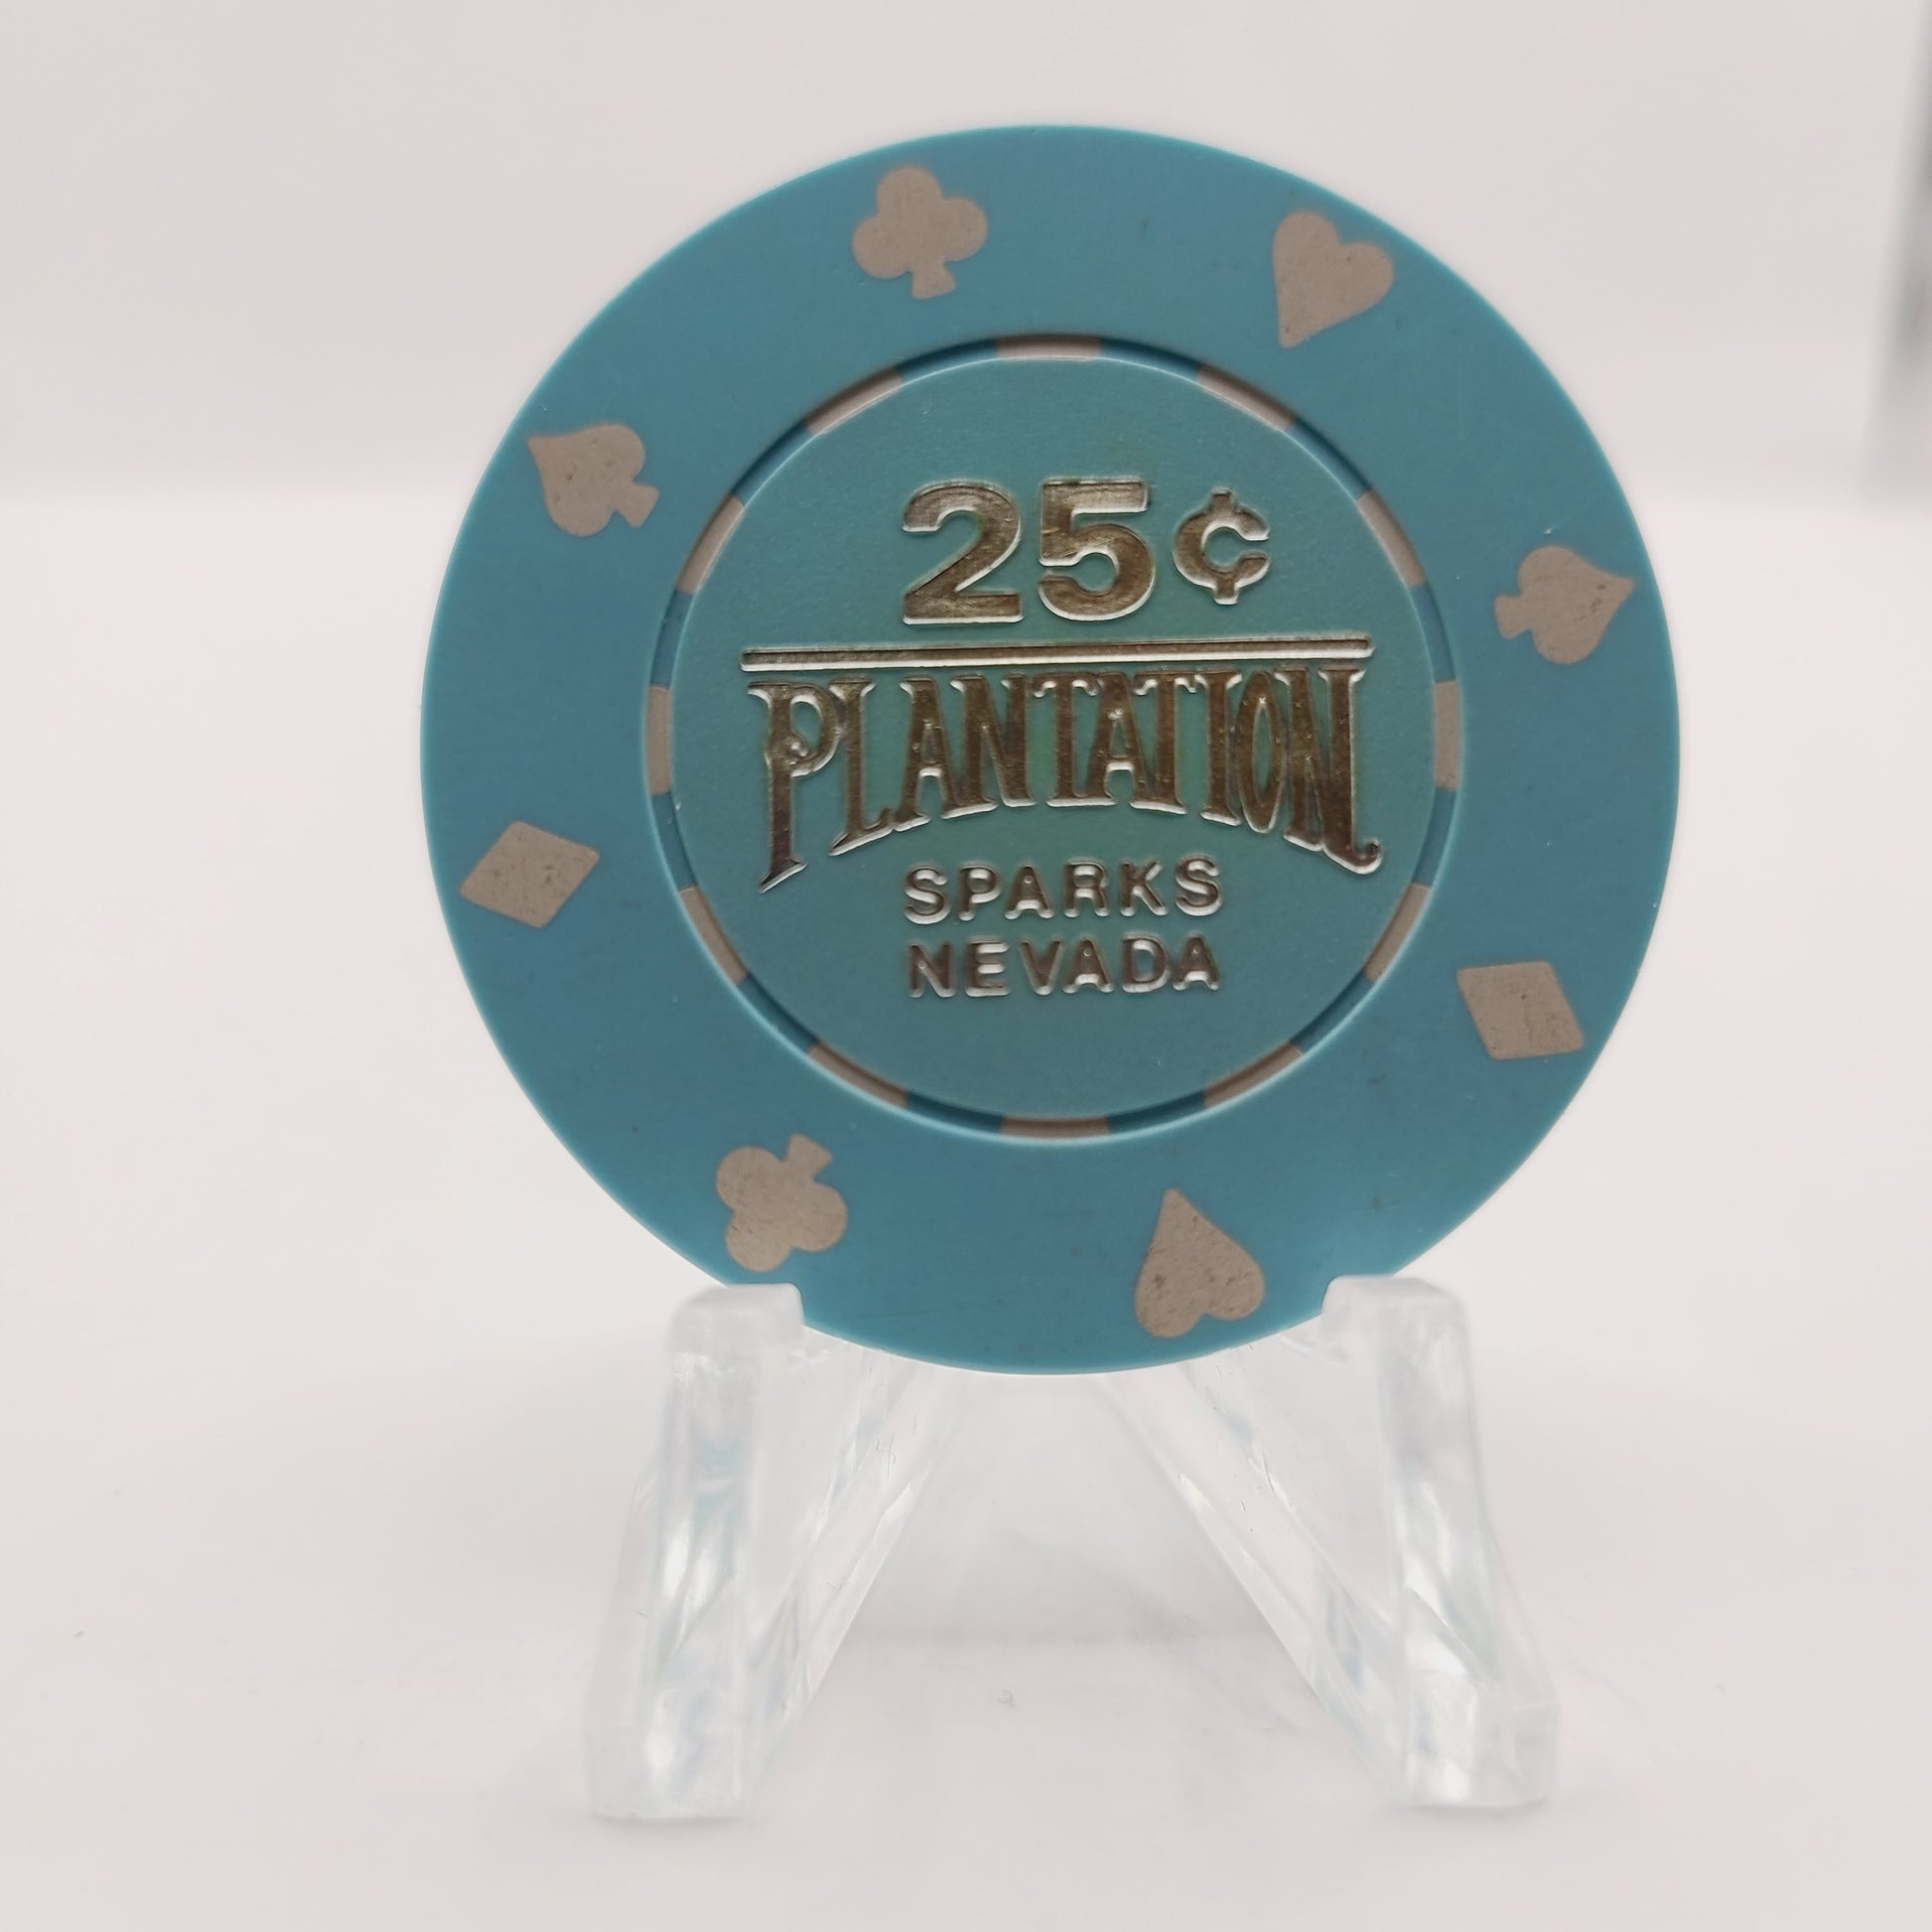 25¢
PLANTATION
SPARKS
NEVADA